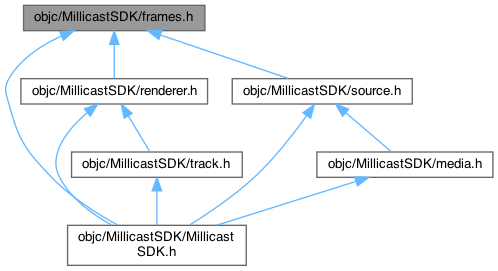 objc/MillicastSDK/frames.h
objc/MillicastSDK/renderer.h
objc/MillicastSDK/source.h
objc/MillicastSDK/track.h
objc/MillicastSDK/media.h
objc/MillicastSDK/Millicast
SDK.h